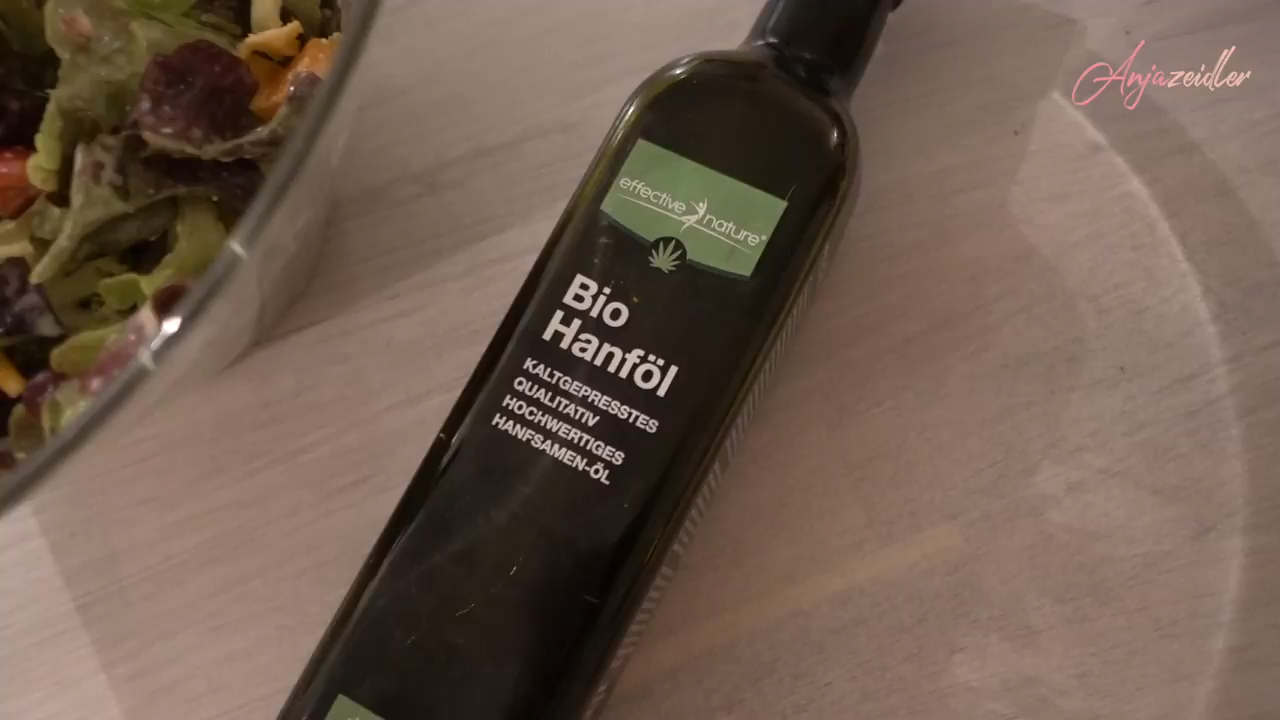 Anjazeidler
effective nature®
Bio
Hanföl
KALTGEPRESSTES
QUALITATIV
HOCHWERTIGES
HANFSAMEN-ÖL